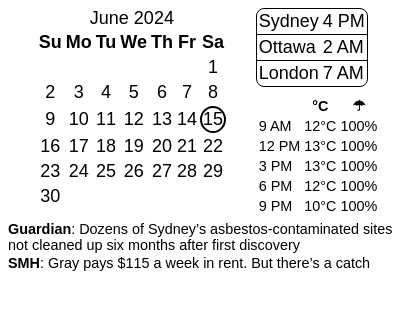 June 2024
Su Mo Tu We Th Fr Sa
1
2 3 4 5 6 7 8
9 10 11 12 13 14 15
16 17 18 19 20 21 22
23 24 25 26 27 28 29
30
Sydney 4 PM
Ottawa 2 AM
London 7 AM
°C ☂
9 AM 12°C 100%
12 PM 13°C 100%
3 PM 13°C 100%
6 PM 12°C 100%
9 PM 10°C 100%
Guardian: Dozens of Sydney’s asbestos-contaminated sites
not cleaned up six months after first discovery
SMH: Gray pays $115 a week in rent. But there’s a catch